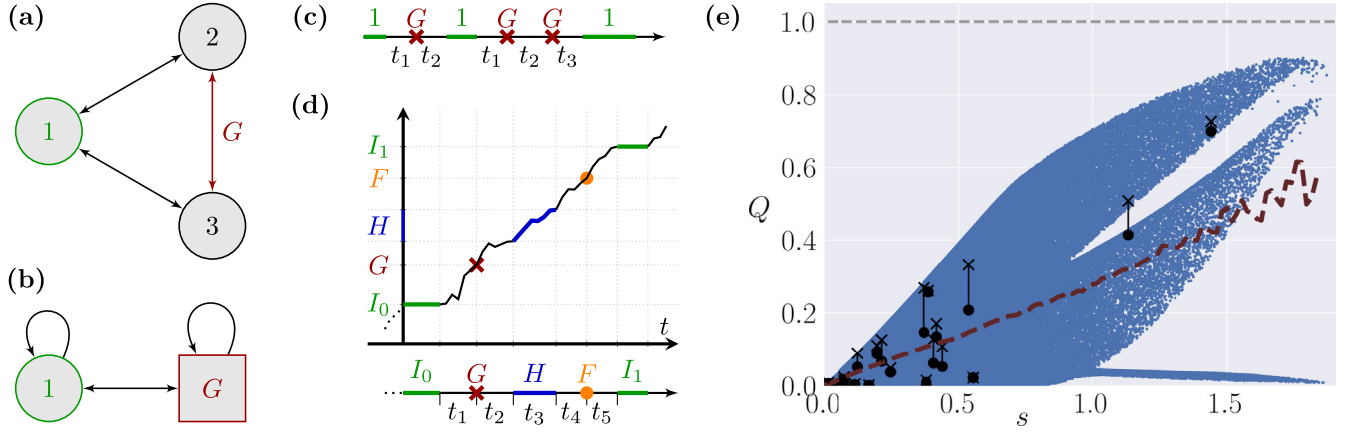 (a)
2
1
G
3
(b)
1
G
(c)
1 G 1 G G 1
t₁ t₂ t₁ t₂ t₃
(d)
I₁
F
H
G
I₀
t
I₀ G H F I₁
t₁ t₂ t₃ t₄ t₅
(e)
1.0
0.8
0.6
Q
0.4
0.2
0.0
0.0 0.5 1.0 1.5
s